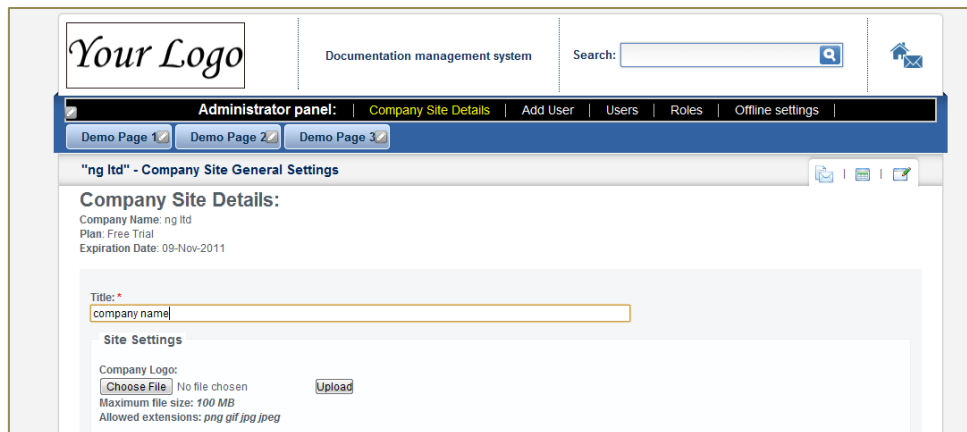 Your Logo
Documentation management system
Search:
Administrator panel: | Company Site Details | Add User | Users | Roles | Offline settings |
Demo Page 1 Demo Page 2 Demo Page 3
"ng ltd" - Company Site General Settings
Company Site Details:
Company Name: ng ltd
Plan: Free Trial
Expiration Date: 09-Nov-2011
Title: *
company name
Site Settings
Company Logo:
Choose File No file chosen Upload
Maximum file size: 100 MB
Allowed extensions: png gif jpg jpeg